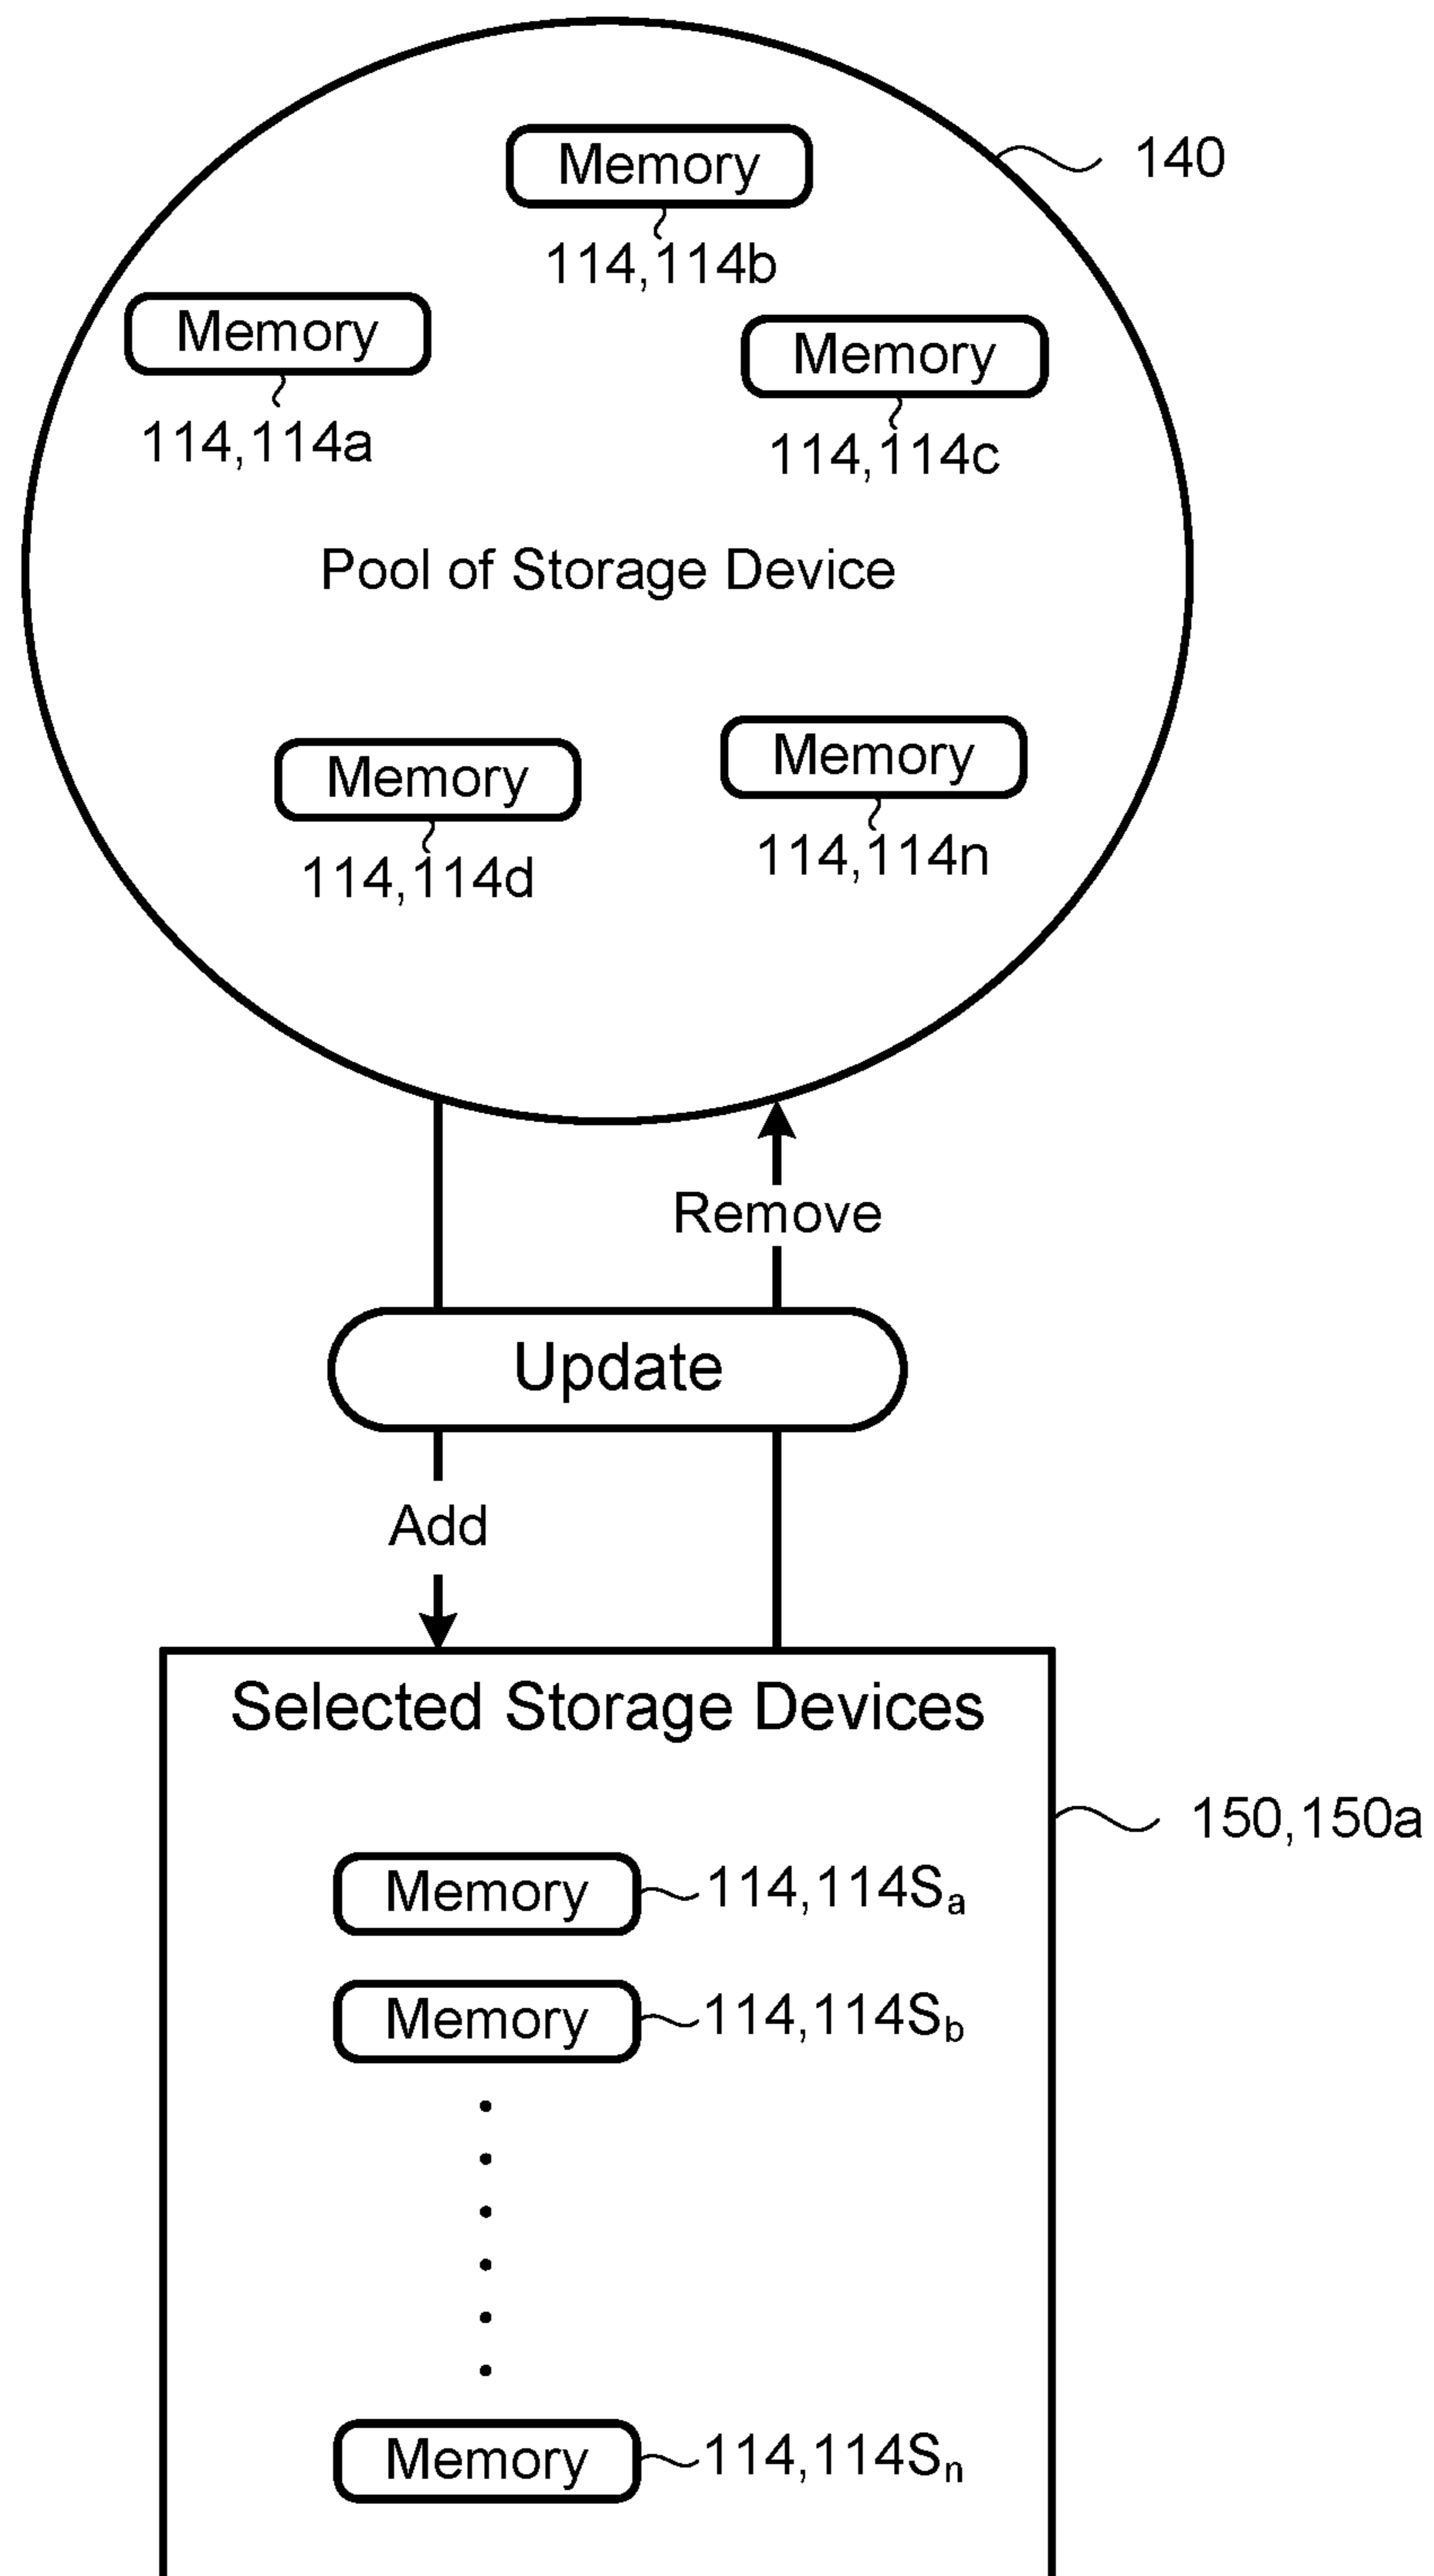 140
Memory
114,114b
Memory
114,114a
Memory
114,114c
Pool of Storage Device
Memory
114,114d
Memory
114,114n
Remove
Update
Add
Selected Storage Devices
150,150a
Memory 114,114Sₐ
Memory 114,114S_b
Memory 114,114Sₙ